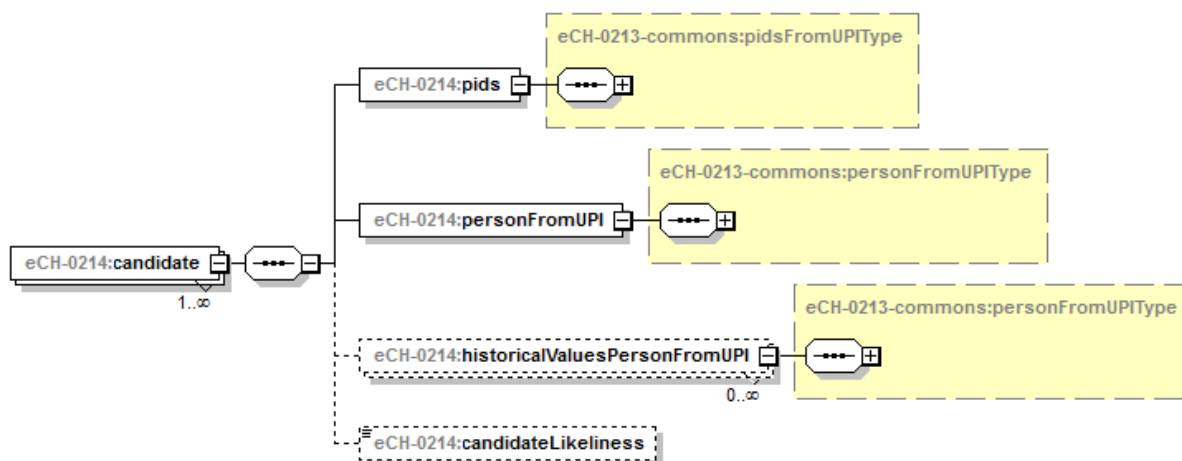 eCH-0213-commons:pidsFromUPIType
eCH-0214:pids
eCH-0213-commons:personFromUPIType
eCH-0214:personFromUPI
eCH-0214:candidate
1..∞
eCH-0213-commons:personFromUPIType
eCH-0214:historicalValuesPersonFromUPI
0..∞
eCH-0214:candidateLikeliness